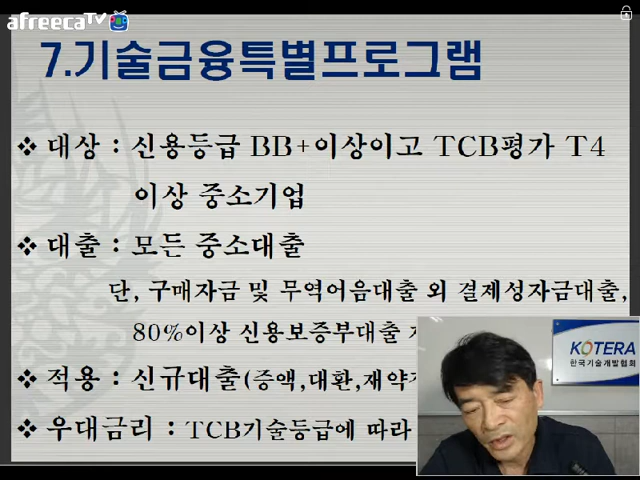 afreecaTV
7.기술금융특별프로그램
❖ 대상 : 신용등급 BB+이상이고 TCB평가 T4
이상 중소기업
❖ 대출 : 모든 중소대출
단, 구매자금 및 무역어음대출 외 결제성자금대출,
80%이상 신용보증부대출
❖ 적용 : 신규대출(증액,대환,재약
❖ 우대금리 : TCB기술등급에 따라
KOTERA
한국기술개발협회